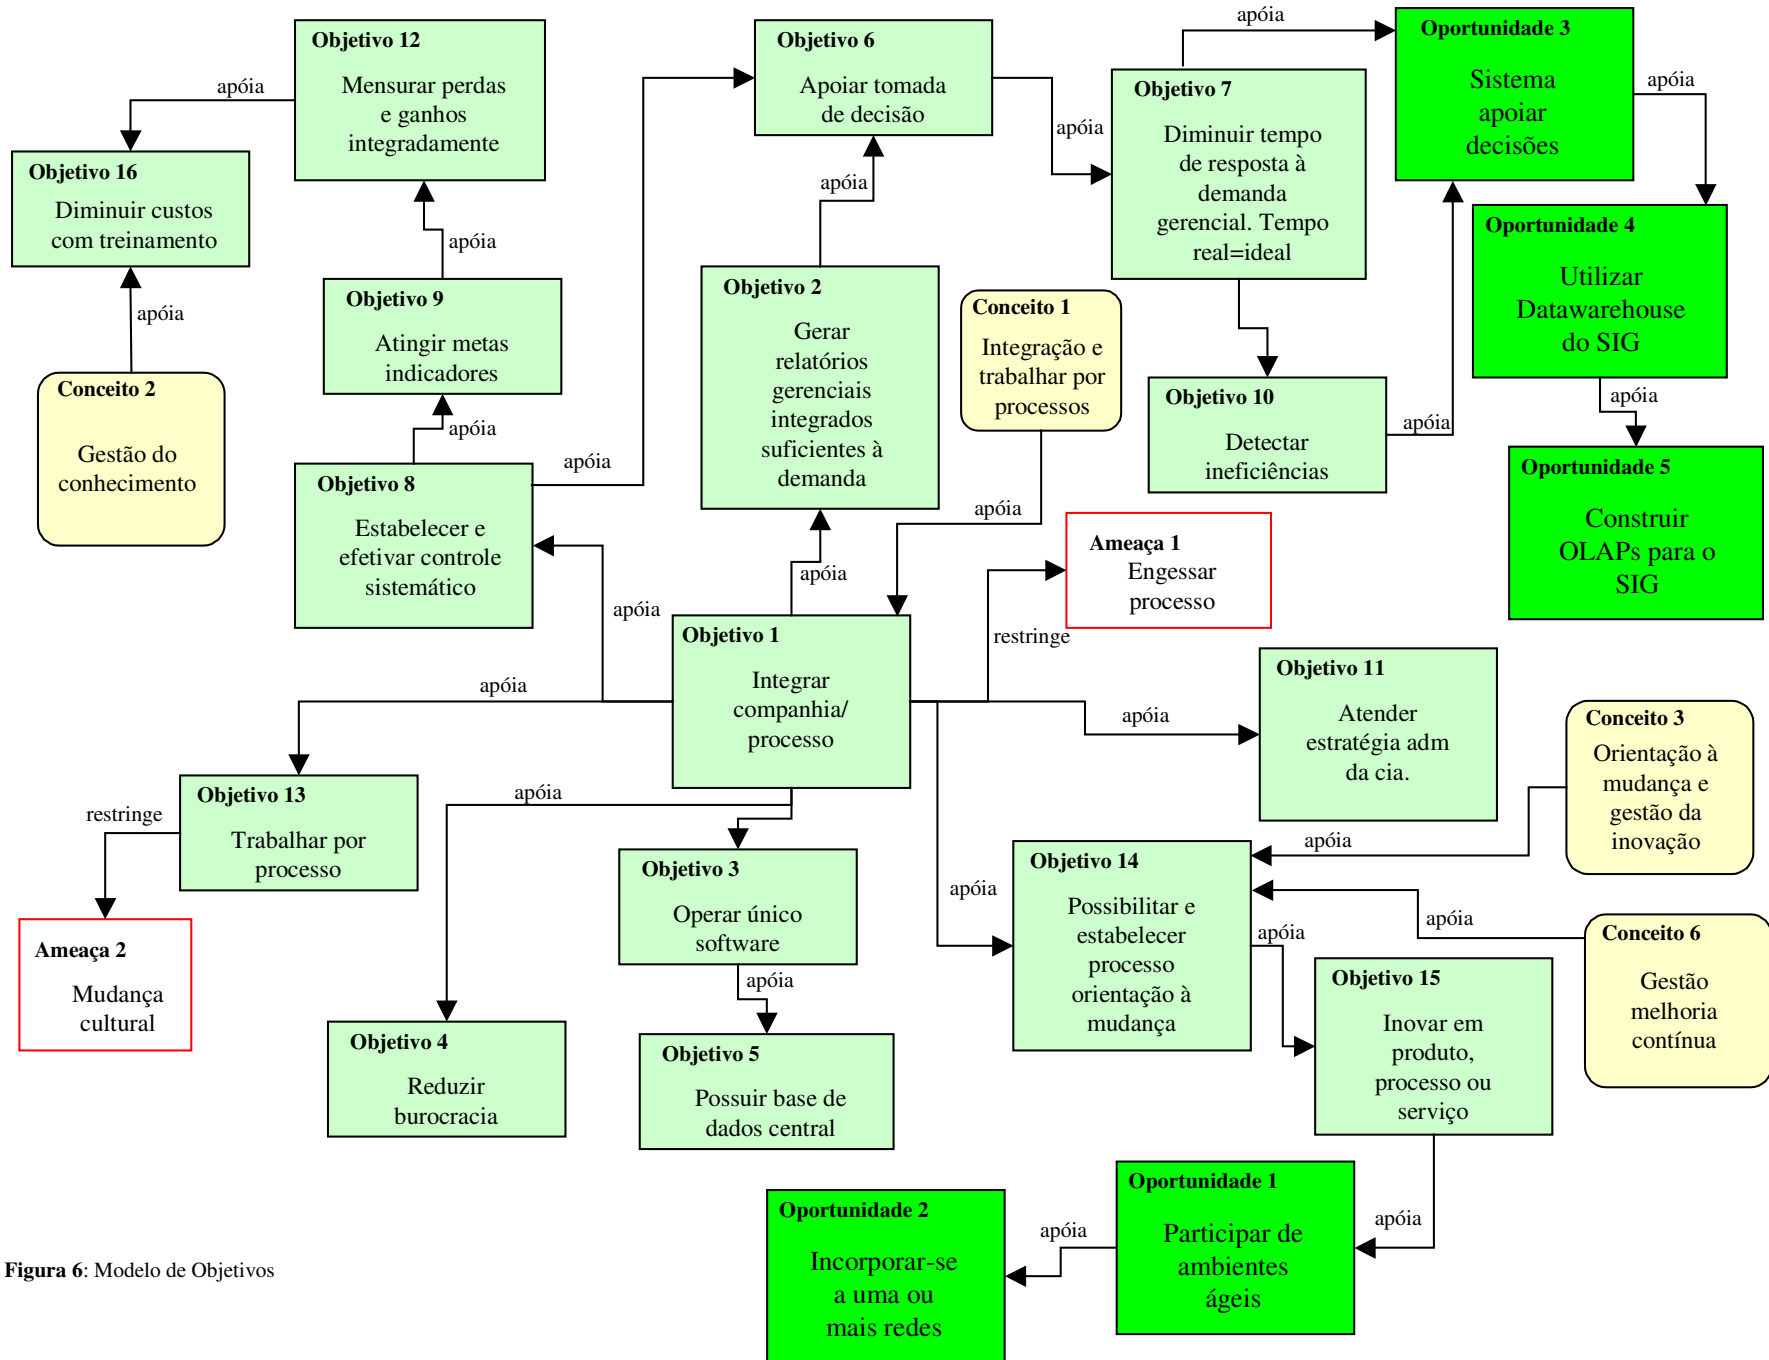 Objetivo 12
Mensurar perdas
e ganhos
integradamente
apóia
Objetivo 16
Diminuir custos
com treinamento
apóia
Conceito 2
Gestão do
conhecimento
apóia
Objetivo 9
Atingir metas
indicadores
apóia
Objetivo 8
Estabelecer e
efetivar controle
sistemático
apóia
Objetivo 6
Apoiar tomada
de decisão
apóia
apóia
Objetivo 2
Gerar
relatórios
gerenciais
integrados
suficientes à
demanda
apóia
Conceito 1
Integração e
trabalhar por
processos
apóia
Objetivo 7
Diminuir tempo
de resposta à
demanda
gerencial. Tempo
real=ideal
apóia
Objetivo 10
Detectar
ineficiências
apóia
Oportunidade 3
Sistema
apoiar
decisões
apóia
Oportunidade 4
Utilizar
Datawarehouse
do SIG
apóia
Oportunidade 5
Construir
OLAPs para o
SIG
Ameaça 1
Engessar
processo
restringe
apóia
Objetivo 1
Integrar
companhia/
processo
apóia
apóia
Objetivo 11
Atender
estratégia adm
da cia.
Conceito 3
Orientação à
mudança e
gestão da
inovação
apóia
Objetivo 13
Trabalhar por
processo
restringe
Ameaça 2
Mudança
cultural
apóia
Objetivo 3
Operar único
software
apóia
Objetivo 4
Reduzir
burocracia
Objetivo 5
Possuir base de
dados central
apóia
Objetivo 14
Possibilitar e
estabelecer
processo
orientação à
mudança
apóia
Conceito 6
Gestão
melhoria
contínua
apóia
Objetivo 15
Inovar em
produto,
processo ou
serviço
apóia
Oportunidade 1
Participar de
ambientes
ágeis
apóia
Oportunidade 2
Incorporar-se
a uma ou
mais redes
Figura 6: Modelo de Objetivos